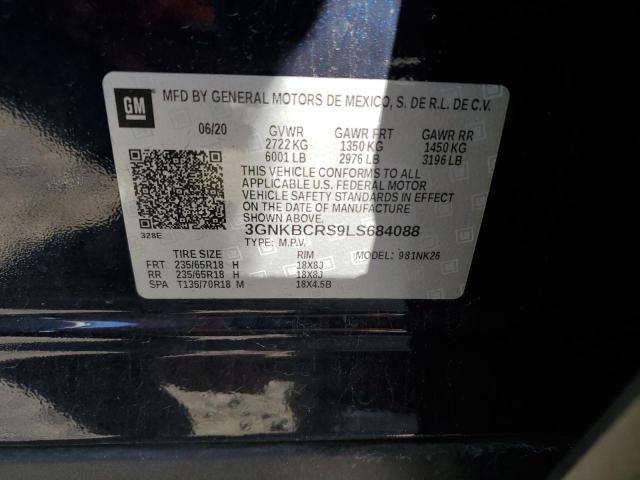 GM
MFD BY GENERAL MOTORS DE MEXICO, S. DE R.L. DE C.V.
06/20 GVWR GAWR FRT GAWR RR
2722 KG 1350 KG 1450 KG
6001 LB 2976 LB 3196 LB
THIS VEHICLE CONFORMS TO ALL
APPLICABLE U.S. FEDERAL MOTOR
VEHICLE SAFETY STANDARDS IN EFFECT
ON THE DATE OF MANUFACTURE
SHOWN ABOVE.
3GNKBCRS9LS684088
328E TYPE: M.P.V. MODEL: 981NK26
TIRE SIZE RIM
FRT 235/65R18 H 18X8J
RR 235/65R18 H 18X8J
SPA T135/70R18 M 18X4.5B